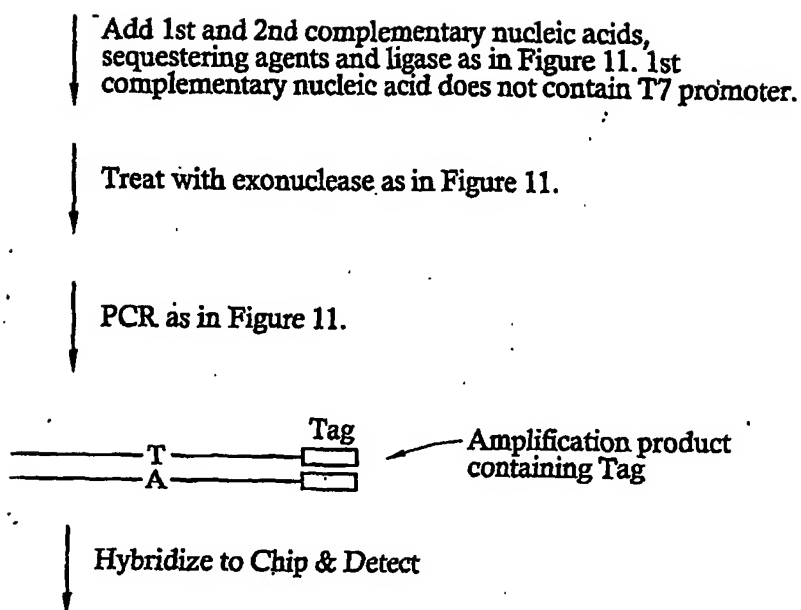 Add 1st and 2nd complementary nucleic acids,
sequestering agents and ligase as in Figure 11. 1st
complementary nucleic acid does not contain T7 promoter.
Treat with exonuclease as in Figure 11.
PCR as in Figure 11.
Tag
T
A
Amplification product
containing Tag
Hybridize to Chip & Detect